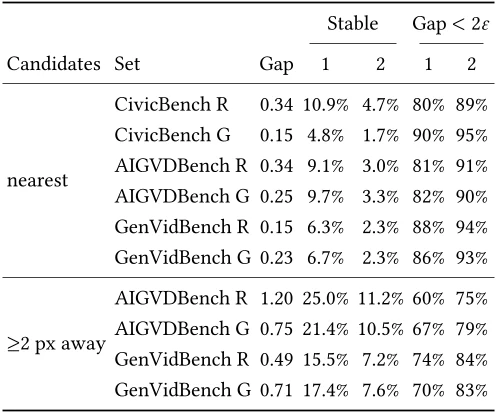 Stable Gap < 2ε
Candidates Set Gap 1 2 1 2
CivicBench R 0.34 10.9% 4.7% 80% 89%
CivicBench G 0.15 4.8% 1.7% 90% 95%
AIGVDBench R 0.34 9.1% 3.0% 81% 91%
nearest AIGVDBench G 0.25 9.7% 3.3% 82% 90%
GenVidBench R 0.15 6.3% 2.3% 88% 94%
GenVidBench G 0.23 6.7% 2.3% 86% 93%
AIGVDBench R 1.20 25.0% 11.2% 60% 75%
≥2 px away AIGVDBench G 0.75 21.4% 10.5% 67% 79%
GenVidBench R 0.49 15.5% 7.2% 74% 84%
GenVidBench G 0.71 17.4% 7.6% 70% 83%